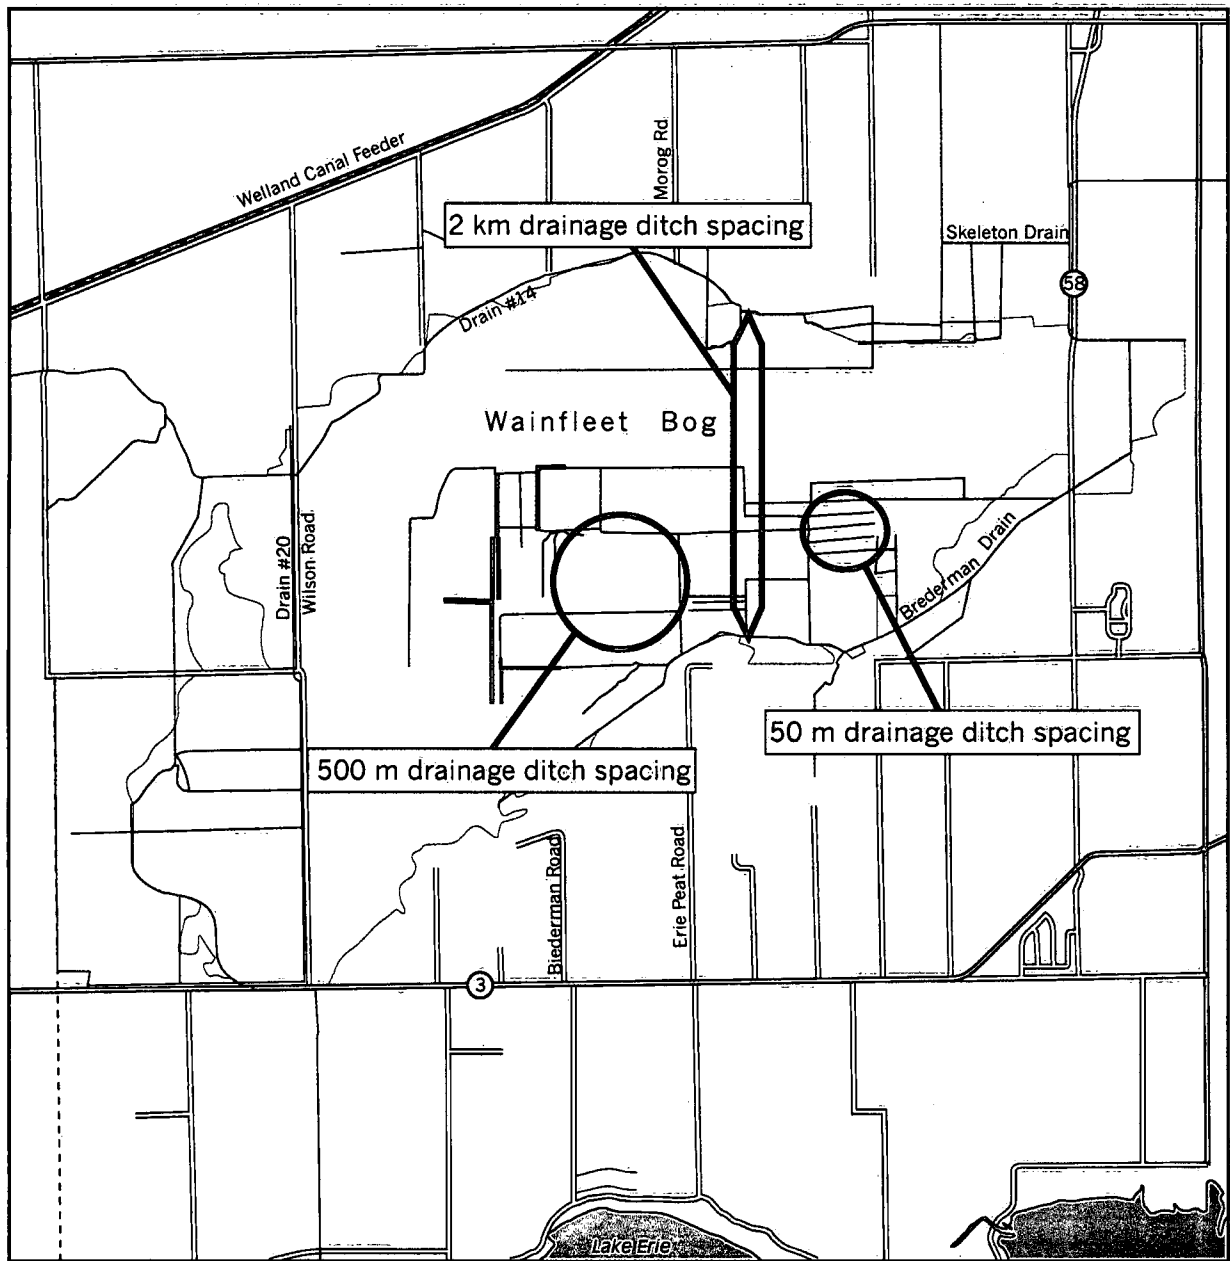 Welland Canal Feeder
Morog Rd.
2 km drainage ditch spacing
Skeleton Drain
58
Drain #14
Wainfleet Bog
Drain #20
Wilson Road
Brederman Drain
50 m drainage ditch spacing
500 m drainage ditch spacing
Biederman Road
Erie Peat Road
3
Lake Erie